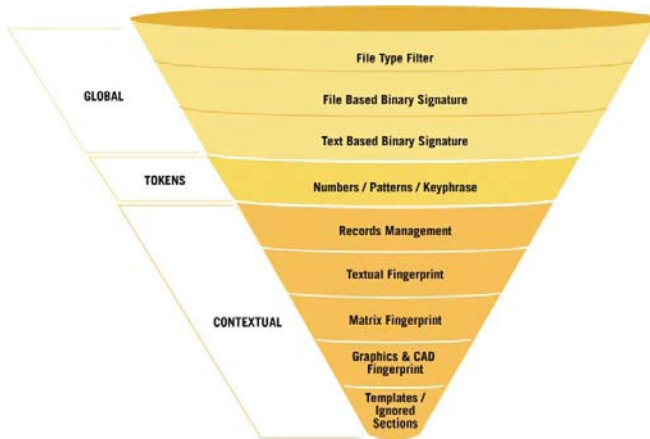 File Type Filter
GLOBAL
File Based Binary Signature
Text Based Binary Signature
TOKENS
Numbers / Patterns / Keyphrase
Records Management
Textual Fingerprint
CONTEXTUAL
Matrix Fingerprint
Graphics & CAD
Fingerprint
Templates /
Ignored
Sections